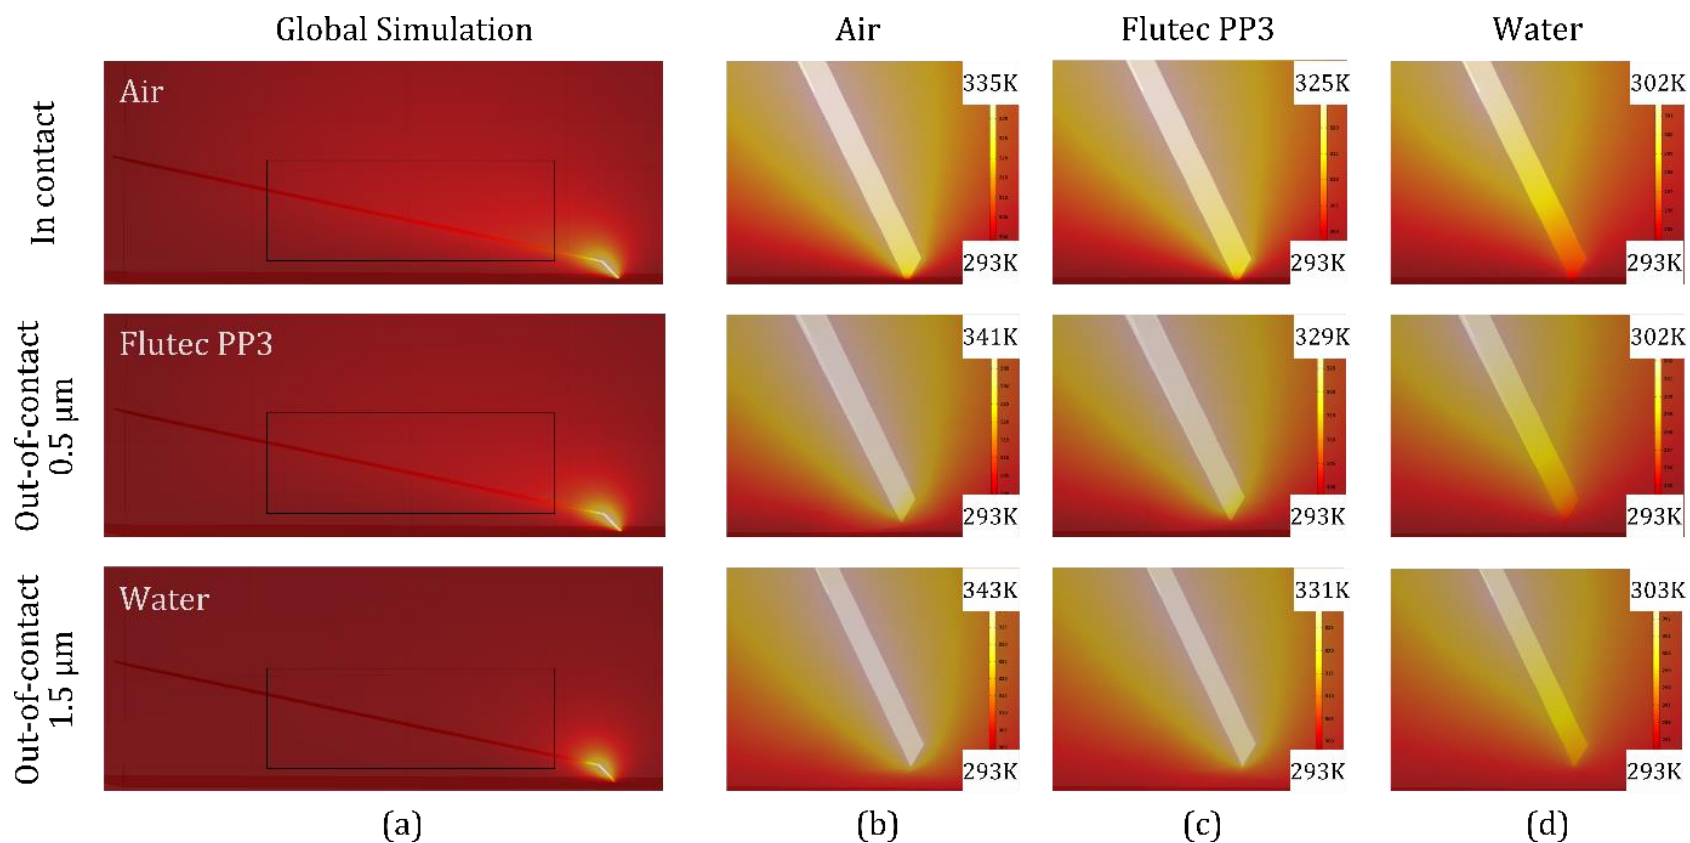 Global Simulation
Air
Flutec PP3
Water
In contact
Air
335K
293K
325K
293K
302K
293K
Out-of-contact
0.5 μm
Flutec PP3
341K
293K
329K
293K
302K
293K
Out-of-contact
1.5 μm
Water
343K
293K
331K
293K
303K
293K
(a)
(b)
(c)
(d)